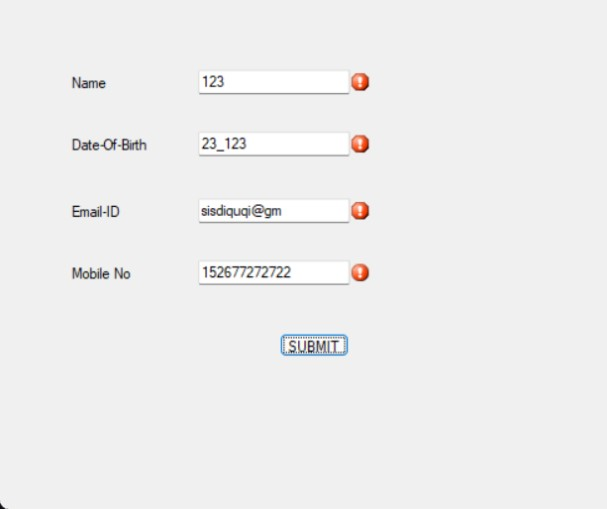 Name 123
Date-Of-Birth 23_123
Email-ID sisdiquqi@gm
Mobile No 152677272722
SUBMIT